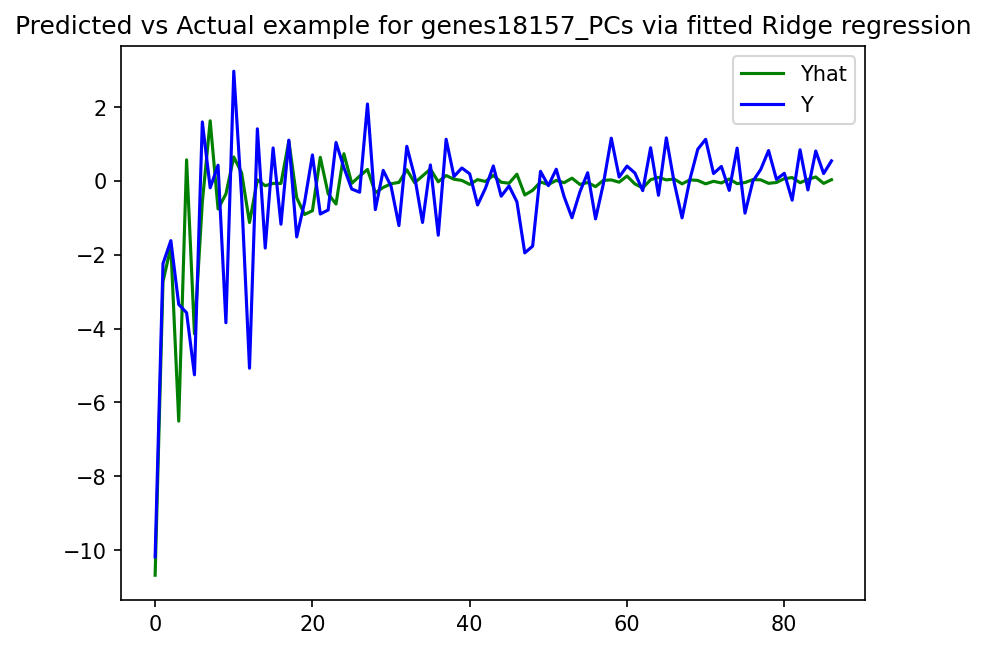 Predicted vs Actual example for genes18157_PCs via fitted Ridge regression
Yhat
Y
2
0
−2
−4
−6
−8
−10
0 20 40 60 80